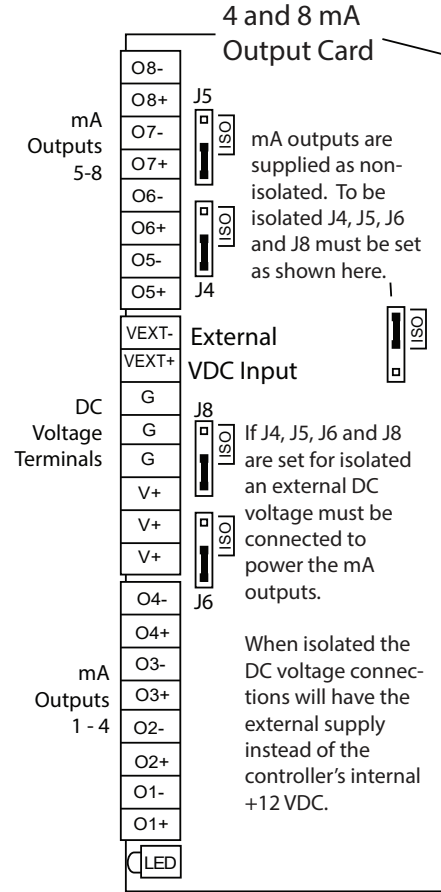 4 and 8 mA
Output Card
mA
Outputs
5-8
O8-
O8+
O7-
O7+
O6-
O6+
O5-
O5+
J5
ISO
ISO
J4
mA outputs are
supplied as non-
isolated. To be
isolated J4, J5, J6
and J8 must be set
as shown here.
ISO
VEXT-
VEXT+
External
VDC Input
DC
Voltage
Terminals
G
G
G
V+
V+
V+
J8
ISO
ISO
J6
If J4, J5, J6 and J8
are set for isolated
an external DC
voltage must be
connected to
power the mA
outputs.
mA
Outputs
1 - 4
O4-
O4+
O3-
O3+
O2-
O2+
O1-
O1+
When isolated the
DC voltage connec-
tions will have the
external supply
instead of the
controller's internal
+12 VDC.
LED